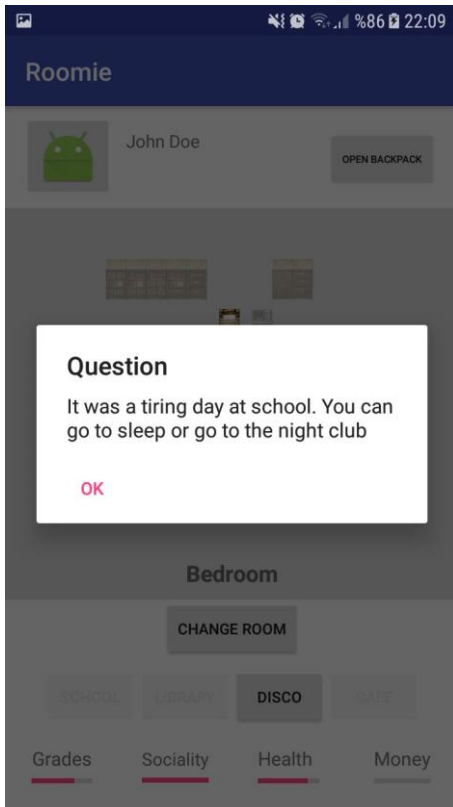 %86 22:09
Roomie
John Doe
OPEN BACKPACK
Question
It was a tiring day at school. You can
go to sleep or go to the night club
OK
Bedroom
CHANGE ROOM
SCHOOL LIBRARY DISCO CAFE
Grades Sociality Health Money